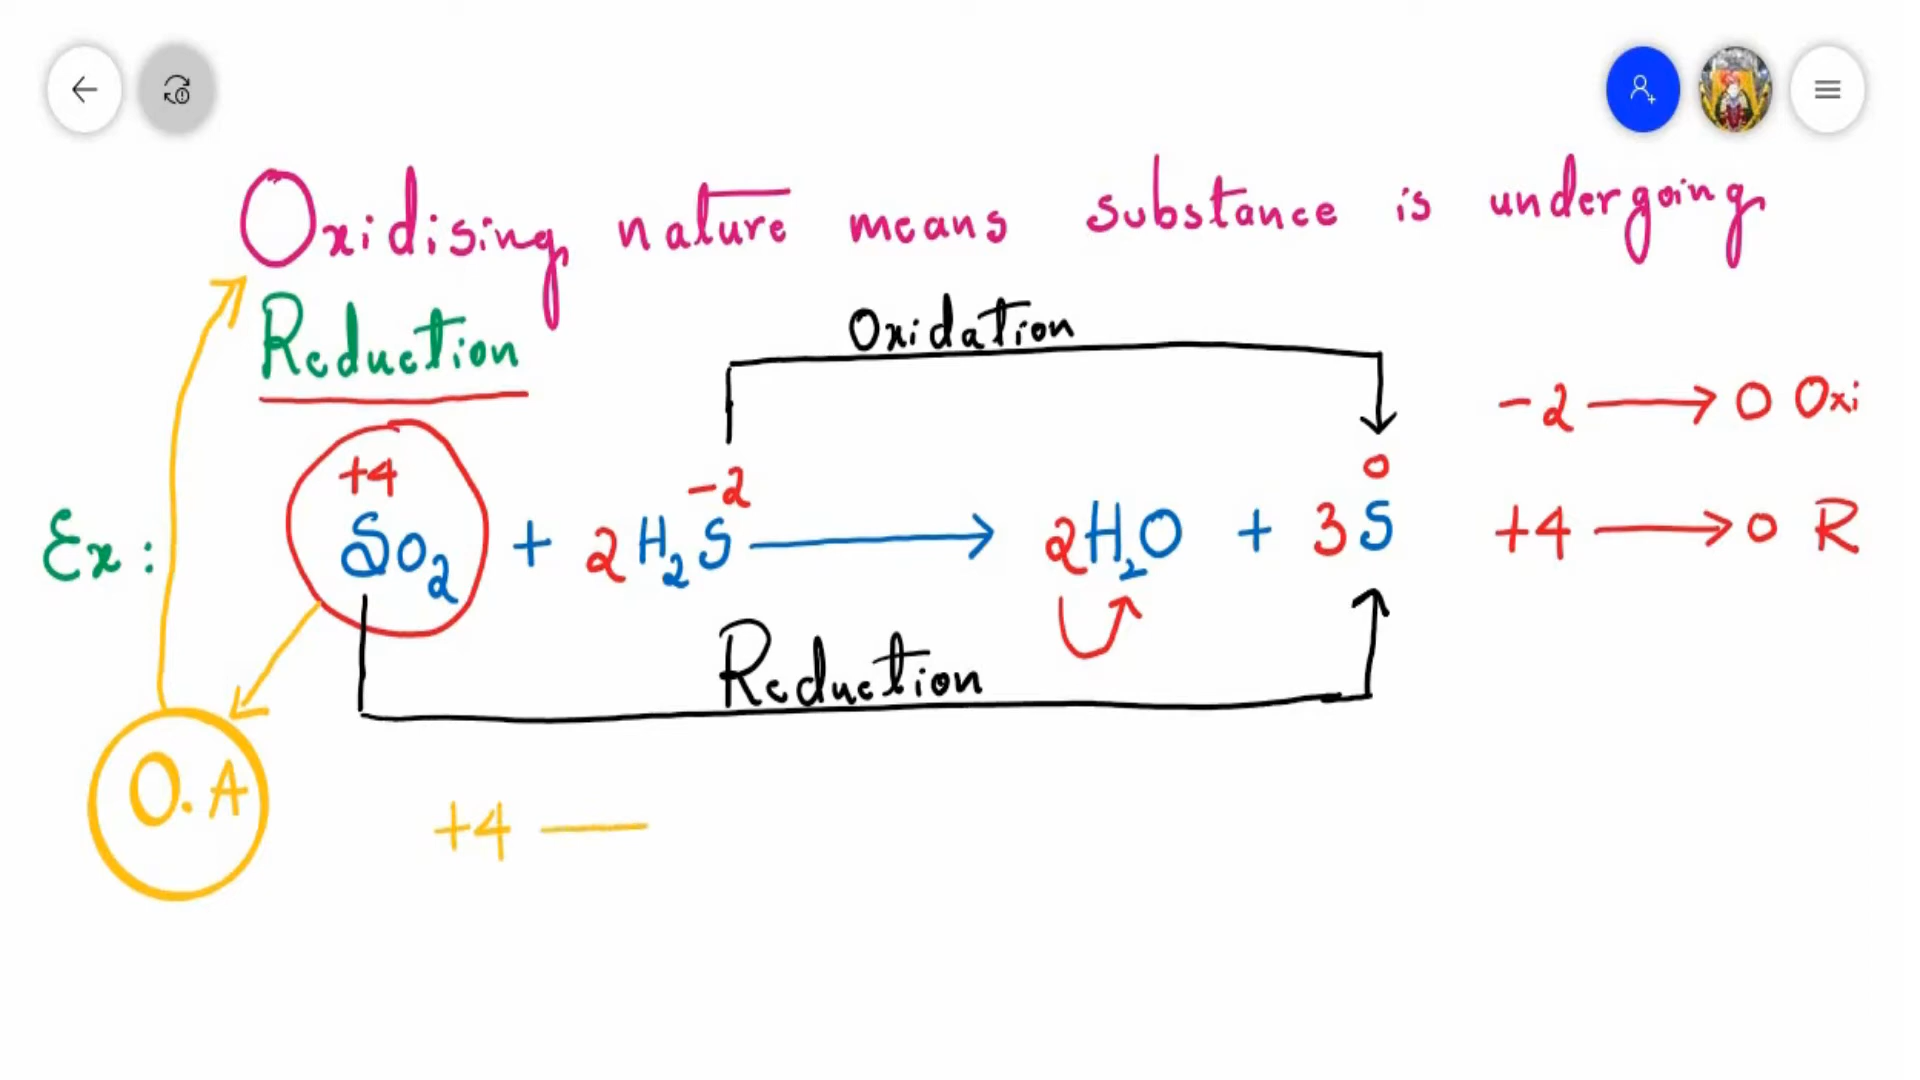 Oxidising nature means substance is undergoing
Reduction
Oxidation
-2 → 0 Oxi
+4 -2 0
Ex: SO2 + 2H2S → 2H2O + 3S
+4 → 0 R
Reduction
O.A
+4 —